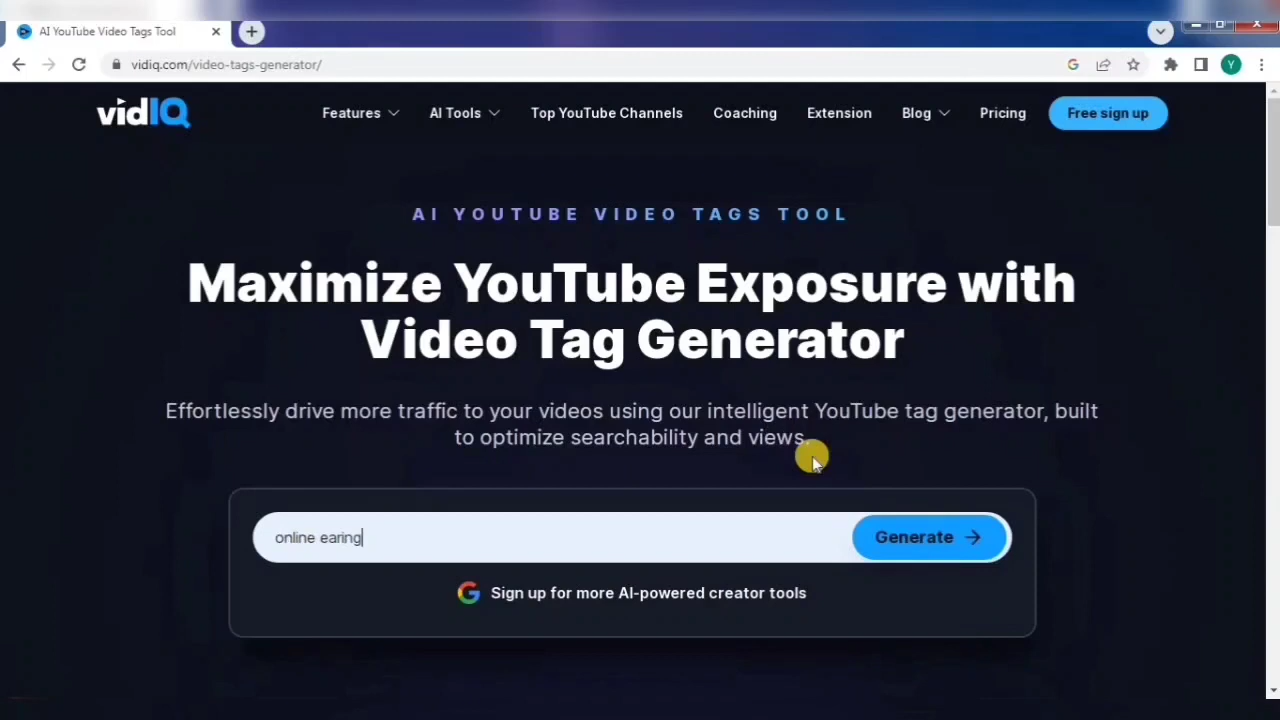 AI YouTube Video Tags Tool
vidiq.com/video-tags-generator/
Y
vidIQ
Features
AI Tools
Top YouTube Channels
Coaching
Extension
Blog
Pricing
Free sign up
AI YOUTUBE VIDEO TAGS TOOL
Maximize YouTube Exposure with
Video Tag Generator
Effortlessly drive more traffic to your videos using our intelligent YouTube tag generator, built
to optimize searchability and views.
online earing
Generate
Sign up for more AI-powered creator tools